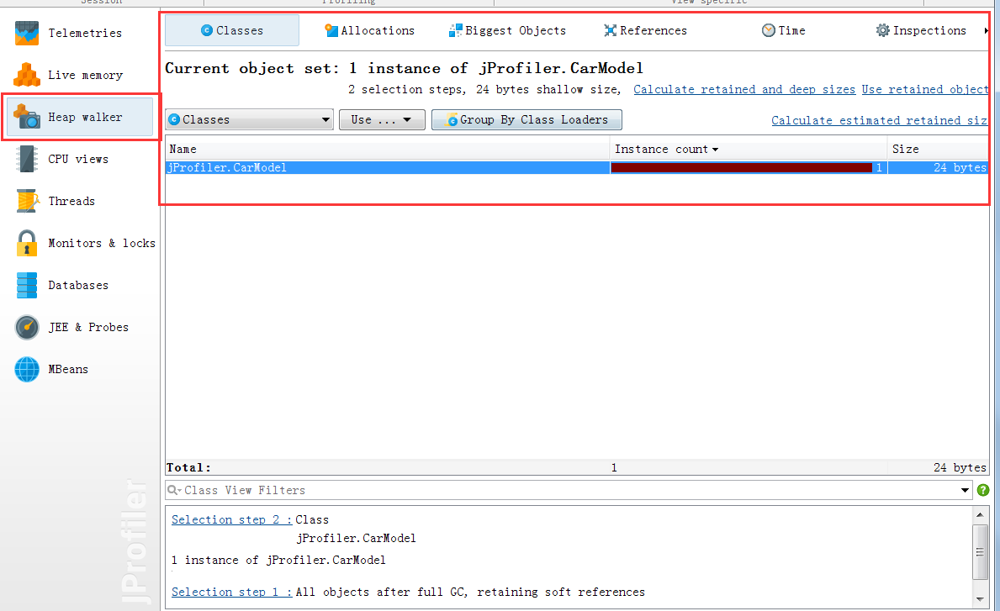 Session Profiling View specific
Telemetries
Live memory
Heap walker
CPU views
Threads
Monitors & locks
Databases
JEE & Probes
MBeans
JProfiler
Classes Allocations Biggest Objects References Time Inspections
Current object set: 1 instance of jProfiler.CarModel
2 selection steps, 24 bytes shallow size, Calculate retained and deep sizes Use retained object
Classes Use ... Group By Class Loaders Calculate estimated retained siz
Name Instance count Size
jProfiler.CarModel 1 24 bytes
Total: 1 24 bytes
Class View Filters
Selection step 2 : Class
jProfiler.CarModel
1 instance of jProfiler.CarModel
Selection step 1 : All objects after full GC, retaining soft references